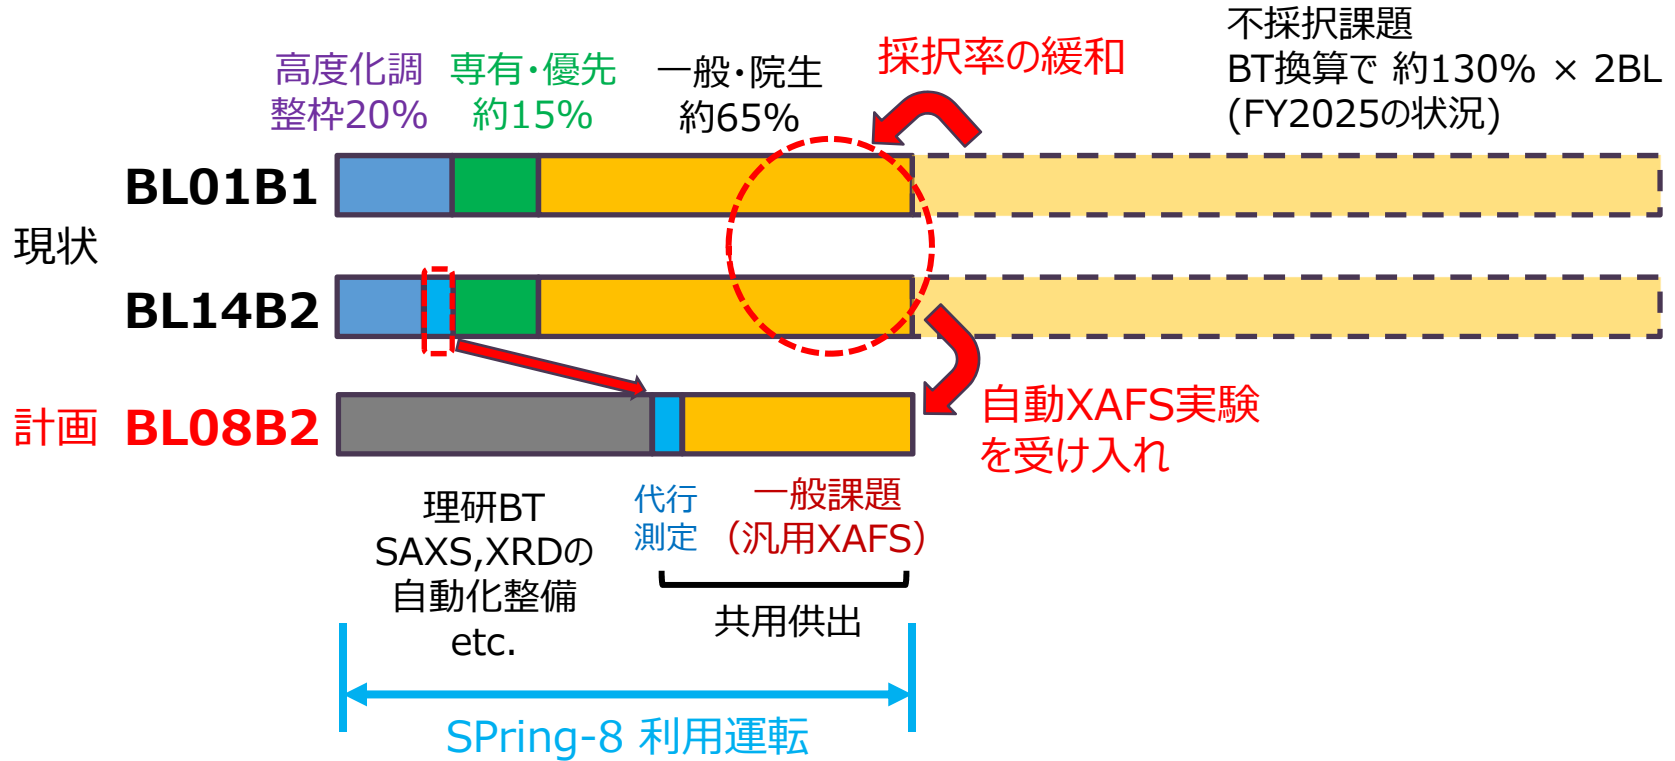 高度化調
整枠20%
専有・優先
約15%
一般・院生
約65%
採択率の緩和
不採択課題
BT換算で 約130% × 2BL
(FY2025の状況)
BL01B1
現状
BL14B2
計画 BL08B2
自動XAFS実験
を受け入れ
理研BT
SAXS,XRDの
自動化整備
etc.
代行
測定
一般課題
（汎用XAFS）
共用供出
SPring-8 利用運転